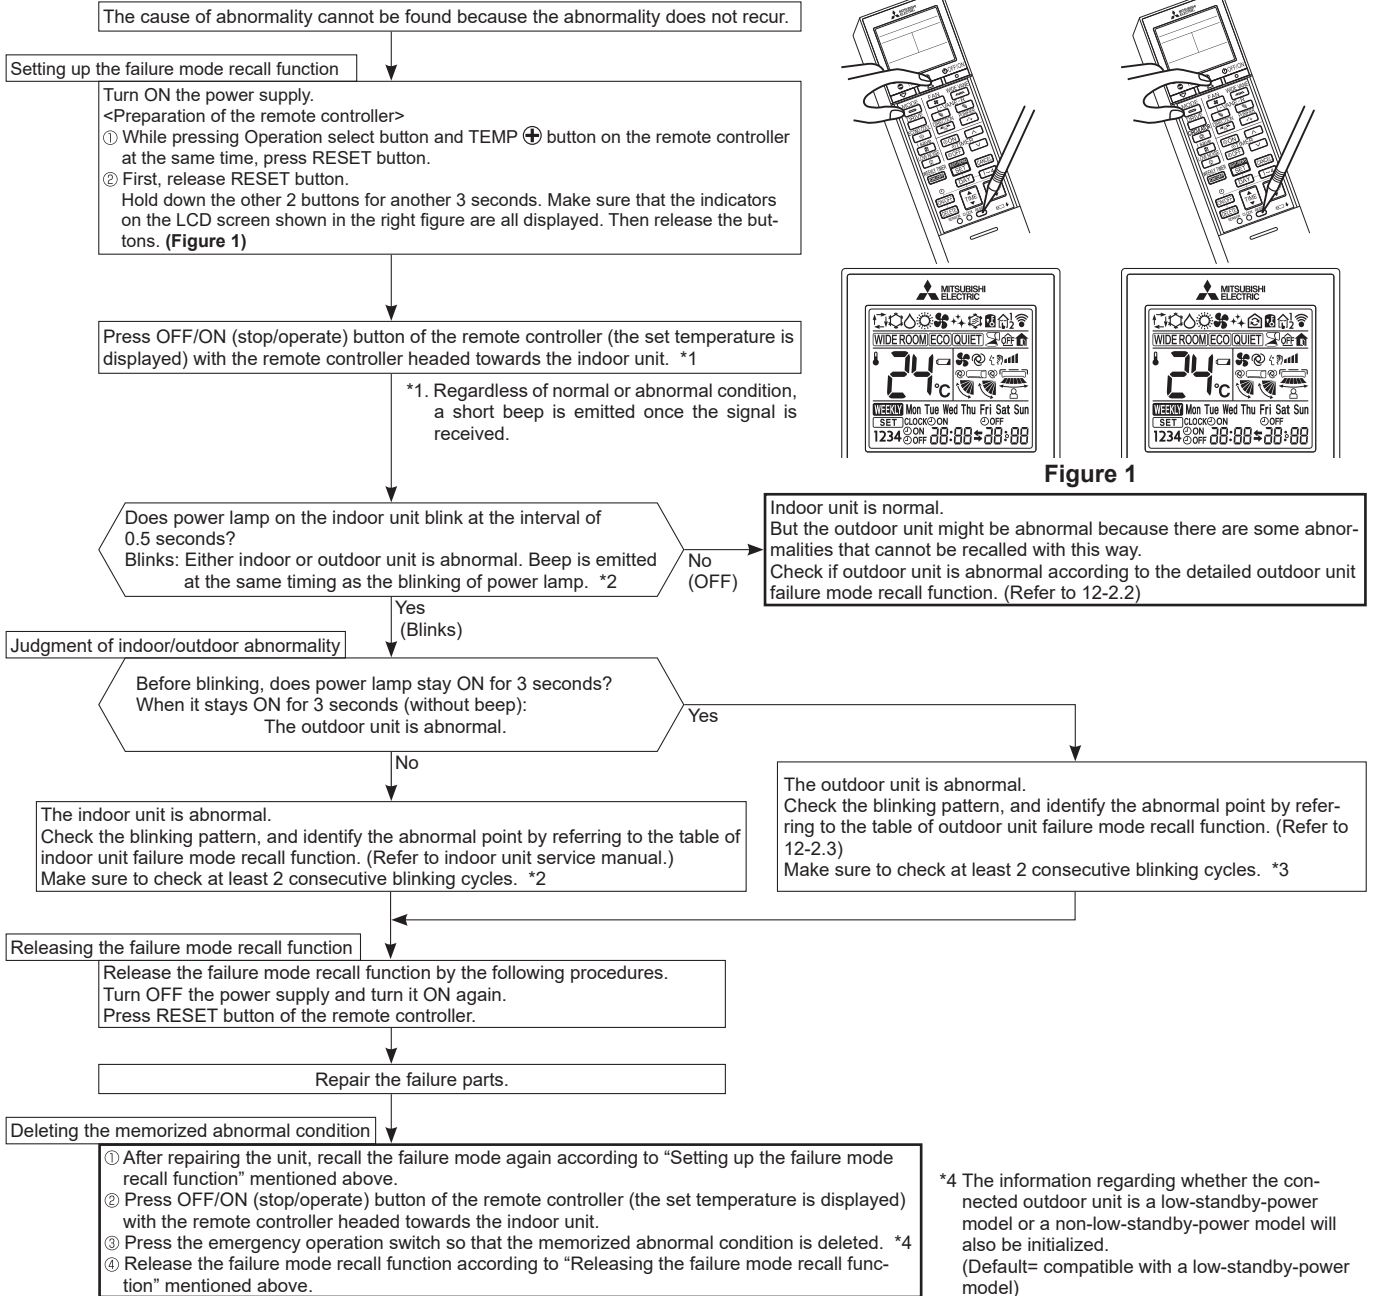 The cause of abnormality cannot be found because the abnormality does not recur.
Setting up the failure mode recall function
Turn ON the power supply.
<Preparation of the remote controller>
① While pressing Operation select button and TEMP ⊕ button on the remote controller
at the same time, press RESET button.
② First, release RESET button.
Hold down the other 2 buttons for another 3 seconds. Make sure that the indicators
on the LCD screen shown in the right figure are all displayed. Then release the but-
tons. (Figure 1)
MITSUBISHI
ELECTRIC
WIDE ROOM ECO QUIET
24°C
WEEKLY Mon Tue Wed Thu Fri Sat Sun
SET CLOCK ON OFF
1234 ON OFF 88:88 88:88
MITSUBISHI
ELECTRIC
WIDE ROOM ECO QUIET
24°C
WEEKLY Mon Tue Wed Thu Fri Sat Sun
SET CLOCK ON OFF
1234 ON OFF 88:88 88:88
Figure 1
Press OFF/ON (stop/operate) button of the remote controller (the set temperature is
displayed) with the remote controller headed towards the indoor unit. *1
*1. Regardless of normal or abnormal condition,
a short beep is emitted once the signal is
received.
Does power lamp on the indoor unit blink at the interval of
0.5 seconds?
Blinks: Either indoor or outdoor unit is abnormal. Beep is emitted
at the same timing as the blinking of power lamp. *2
No
(OFF)
Indoor unit is normal.
But the outdoor unit might be abnormal because there are some abnor-
malities that cannot be recalled with this way.
Check if outdoor unit is abnormal according to the detailed outdoor unit
failure mode recall function. (Refer to 12-2.2)
Yes
(Blinks)
Judgment of indoor/outdoor abnormality
Before blinking, does power lamp stay ON for 3 seconds?
When it stays ON for 3 seconds (without beep):
The outdoor unit is abnormal.
Yes
No
The indoor unit is abnormal.
Check the blinking pattern, and identify the abnormal point by referring to the table of
indoor unit failure mode recall function. (Refer to indoor unit service manual.)
Make sure to check at least 2 consecutive blinking cycles. *2
The outdoor unit is abnormal.
Check the blinking pattern, and identify the abnormal point by refer-
ring to the table of outdoor unit failure mode recall function. (Refer to
12-2.3)
Make sure to check at least 2 consecutive blinking cycles. *3
Releasing the failure mode recall function
Release the failure mode recall function by the following procedures.
Turn OFF the power supply and turn it ON again.
Press RESET button of the remote controller.
Repair the failure parts.
Deleting the memorized abnormal condition
① After repairing the unit, recall the failure mode again according to “Setting up the failure mode
recall function” mentioned above.
② Press OFF/ON (stop/operate) button of the remote controller (the set temperature is displayed)
with the remote controller headed towards the indoor unit.
③ Press the emergency operation switch so that the memorized abnormal condition is deleted. *4
④ Release the failure mode recall function according to “Releasing the failure mode recall func-
tion” mentioned above.
*4 The information regarding whether the con-
nected outdoor unit is a low-standby-power
model or a non-low-standby-power model will
also be initialized.
(Default= compatible with a low-standby-power
model)